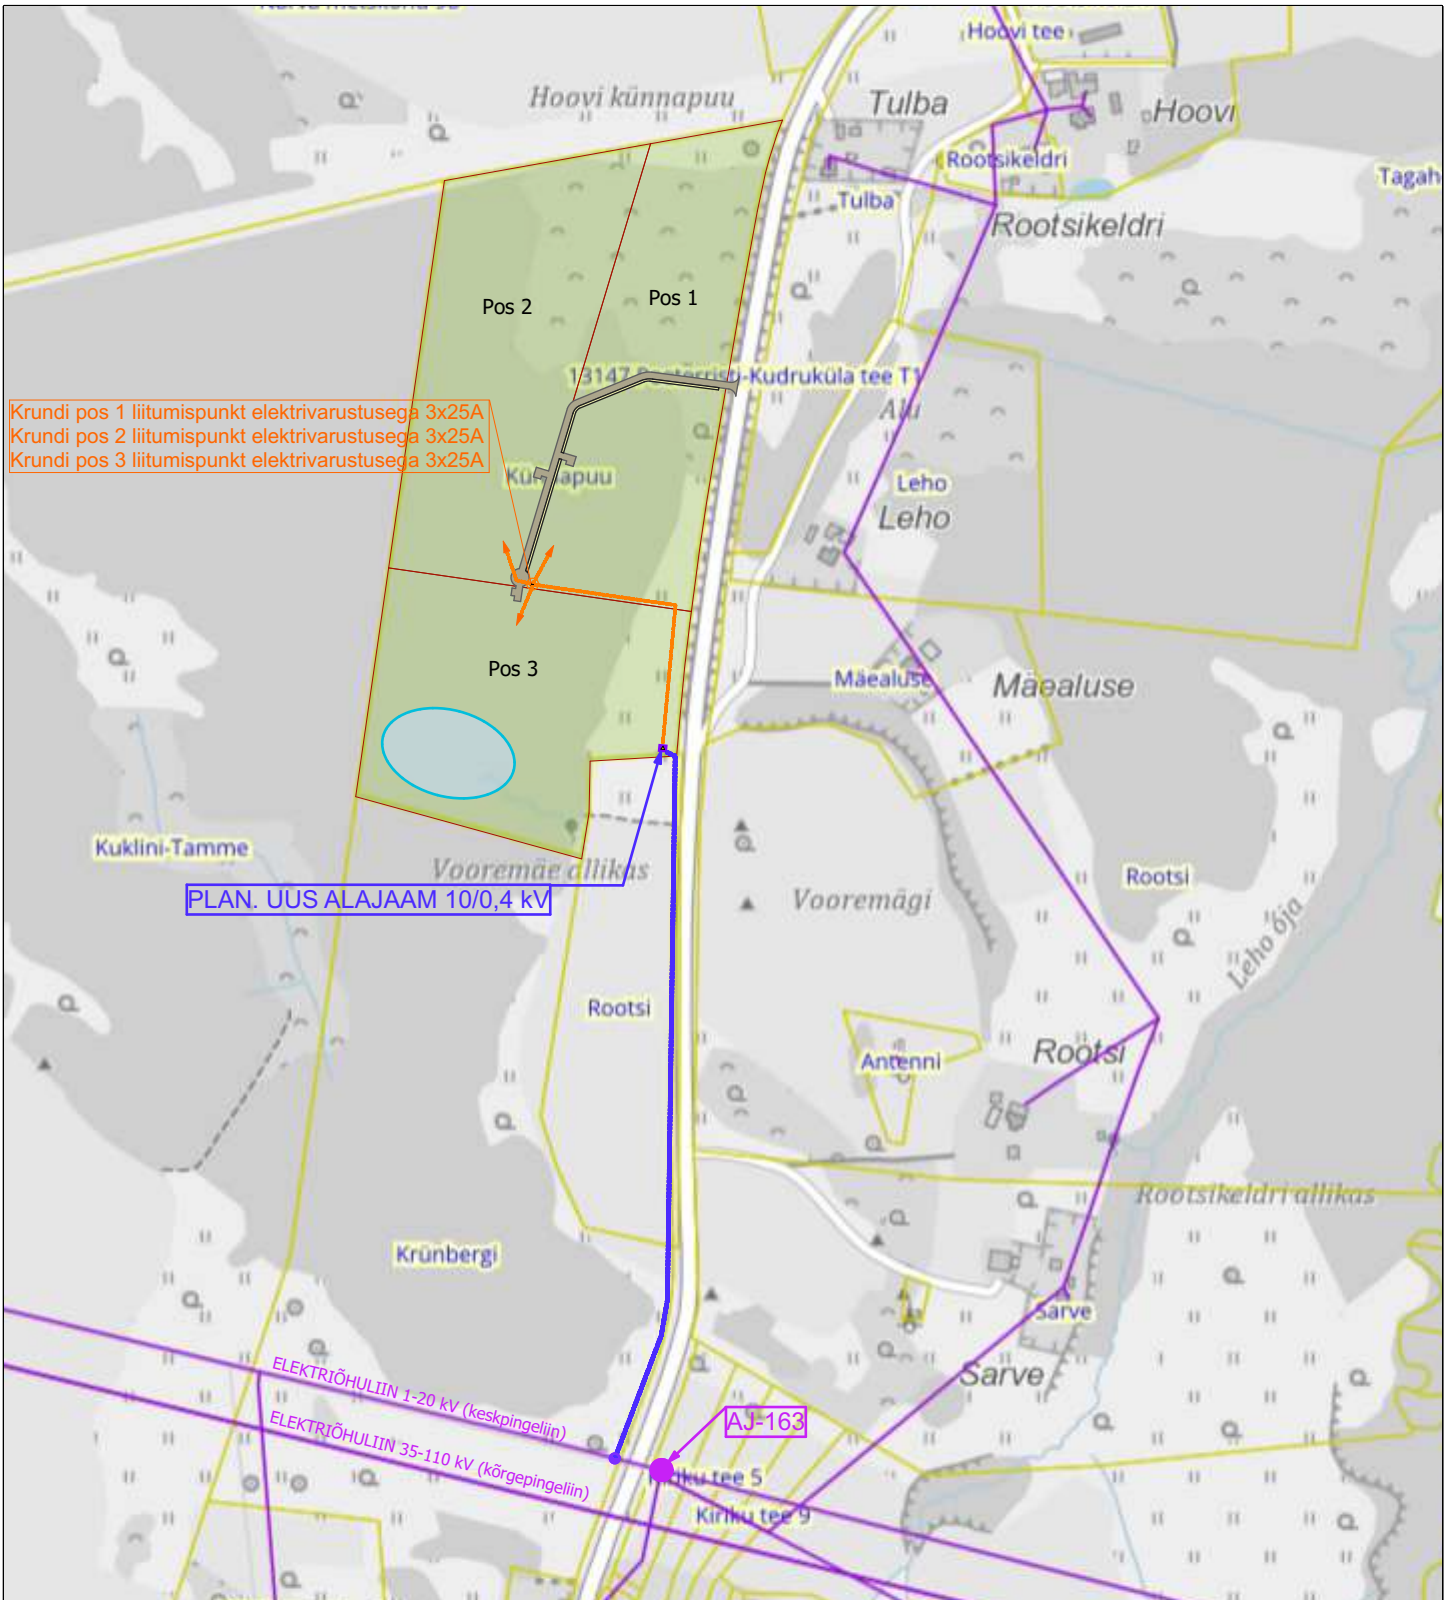 Hoovi tee
Hoovi künnapuu
Tulba
Hoovi
Rootsikeldri
Tagah
Tulba
Rootsikeldri
Pos 2
Pos 1
13147
-Kudruküla tee T1
Krundi pos 1 liitumispunkt elektrivarustusega 3x25A
Krundi pos 2 liitumispunkt elektrivarustusega 3x25A
Krundi pos 3 liitumispunkt elektrivarustusega 3x25A
Alu
Leho
Leho
Pos 3
Mäealuse
Mäealuse
Kuklini-Tamme
Vooremäe allikas
Rootsi
PLAN. UUS ALAJAAM 10/0,4 kV
Vooremägi
Leho oja
Rootsi
Rootsi
Antenni
Rootsikeldri allikas
Krünbergi
Sarve
Sarve
ELEKTRIÕHULIIN 1-20 kV (keskpingeliin)
ELEKTRIÕHULIIN 35-110 kV (kõrgepingeliin)
AJ-163
tee 5
Kiriku tee 9